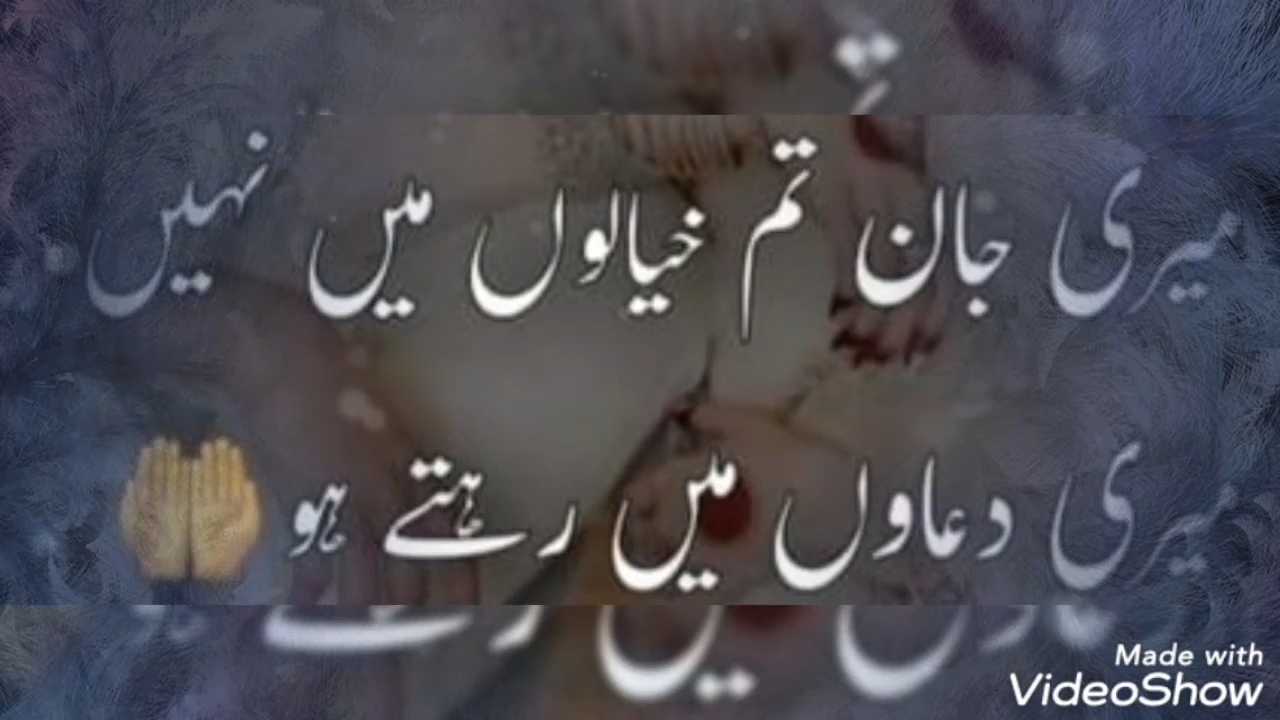 میری جان تم خیالوں میں نہیں
میری دعاوں میں رہتے ہو 🤲
Made with
VideoShow